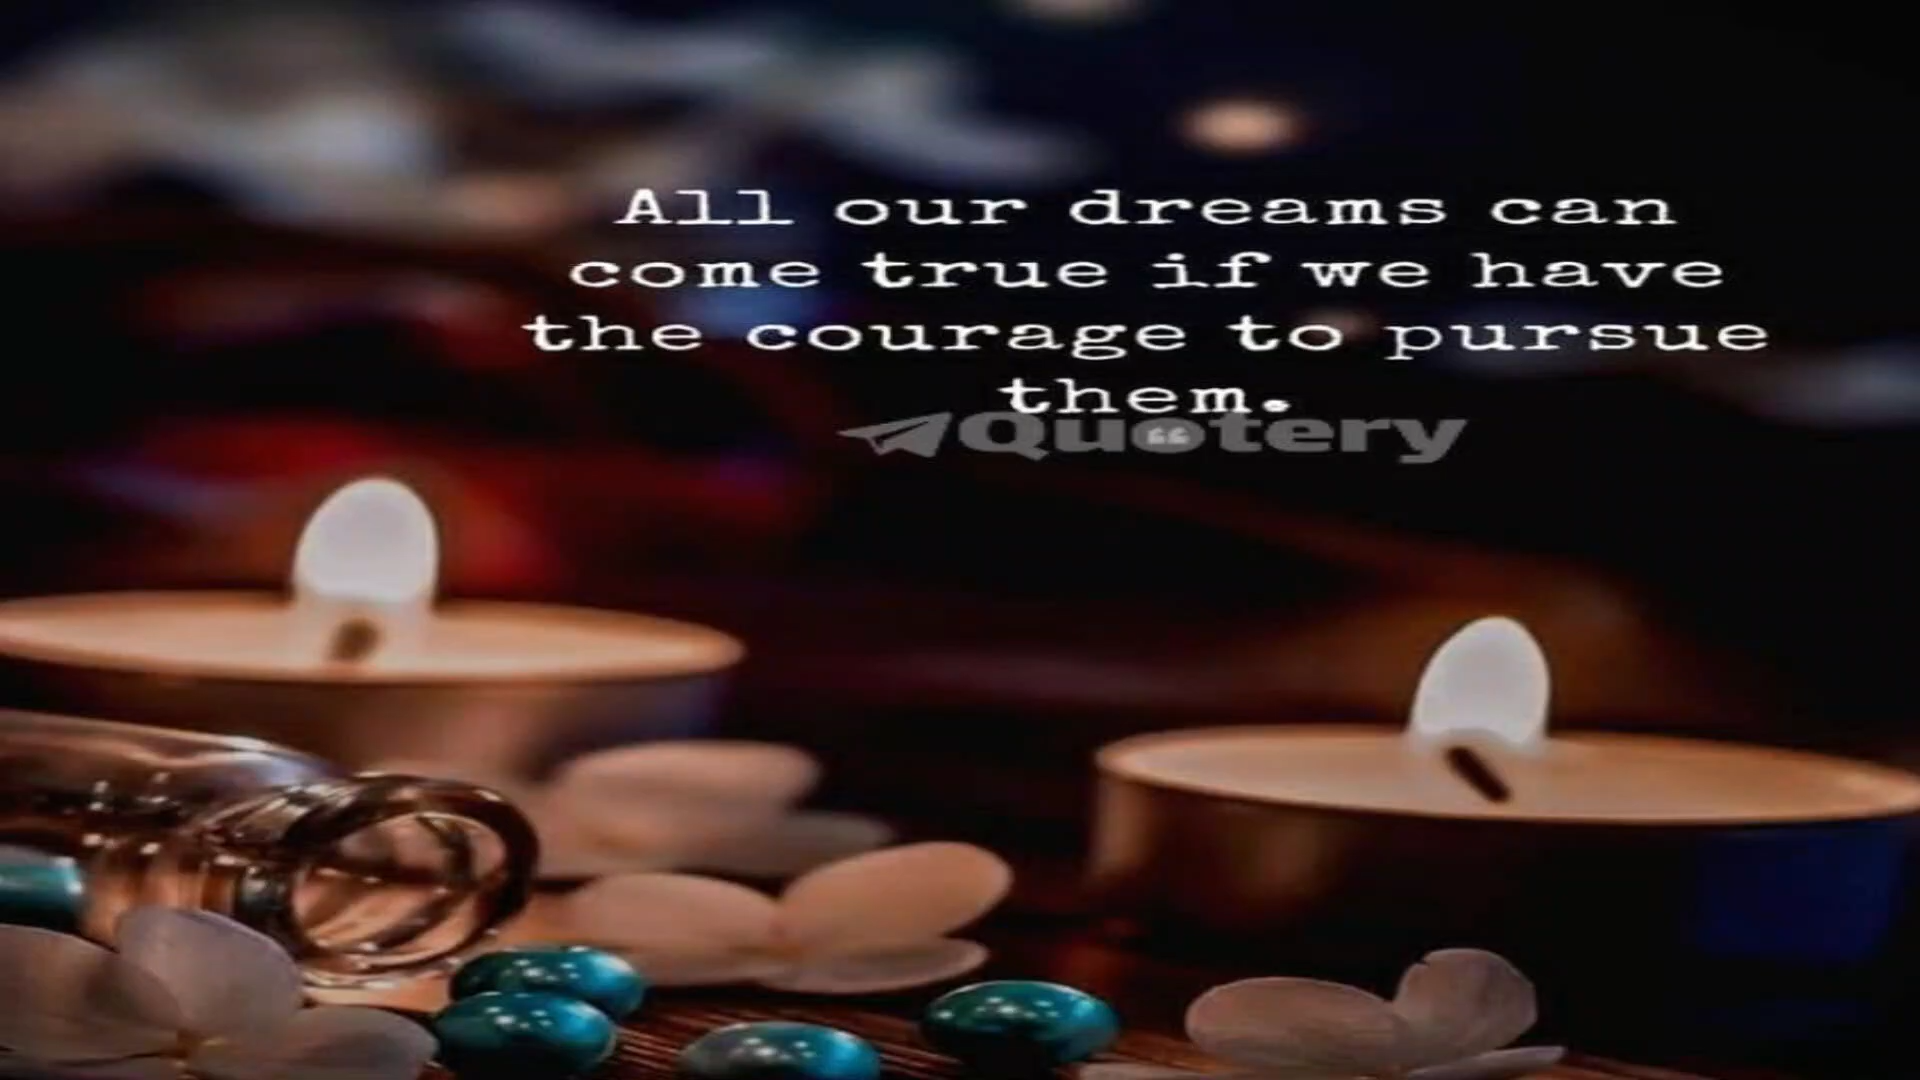 All our dreams can
come true if we have
the courage to pursue
them.
Quotery